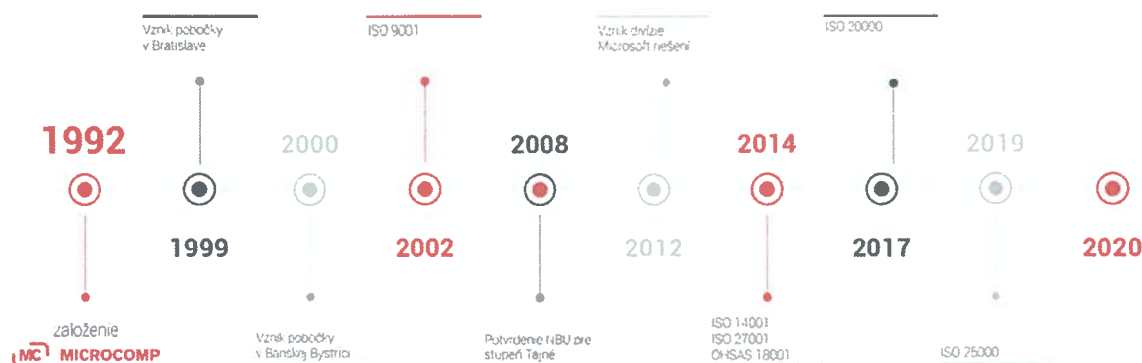 Vznik pobočky
v Bratislave
ISO 9001
Vznik divízie
Microsoft riešení
ISO 20000
1992
2000
2008
2014
2019
1999
2002
2012
2017
2020
založenie
MC MICROCOMP
Vznik pobočky
v Banskej Bystrici
Potvrdenie NBÚ pre
stupeň Tajné
ISO 14001
ISO 27001
OHSAS 18001
ISO 25000